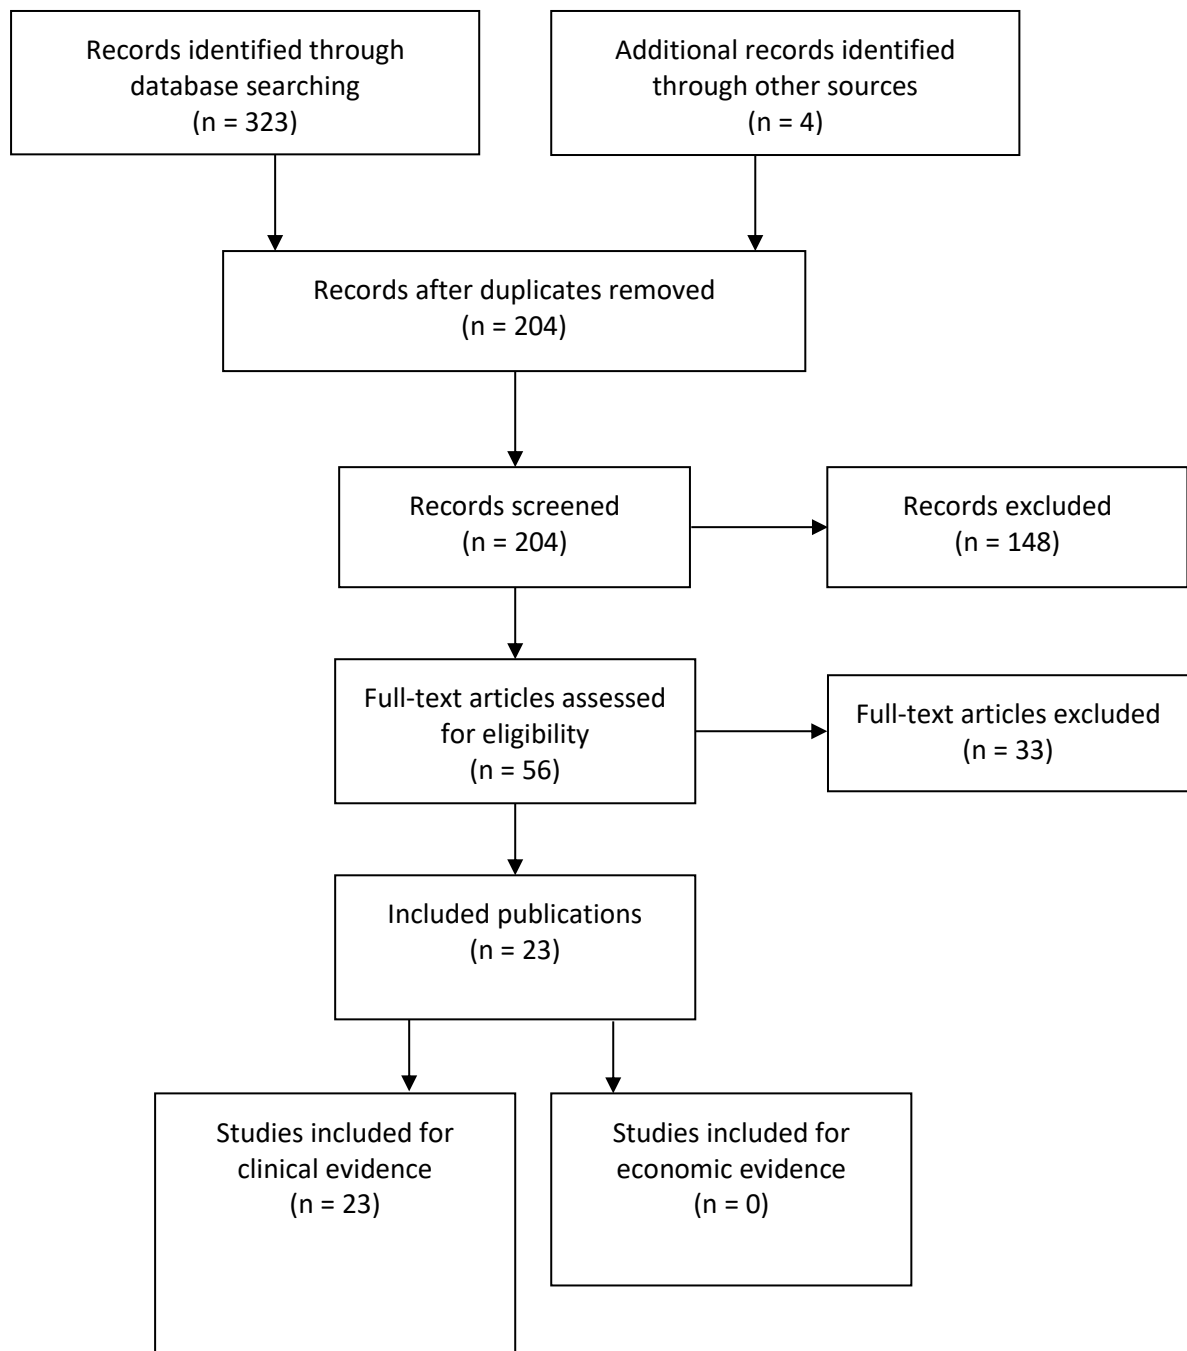 Records identified through
database searching
(n = 323)
Additional records identified
through other sources
(n = 4)
Records after duplicates removed
(n = 204)
Records screened
(n = 204)
Records excluded
(n = 148)
Full-text articles assessed
for eligibility
(n = 56)
Full-text articles excluded
(n = 33)
Included publications
(n = 23)
Studies included for
clinical evidence
(n = 23)
Studies included for
economic evidence
(n = 0)